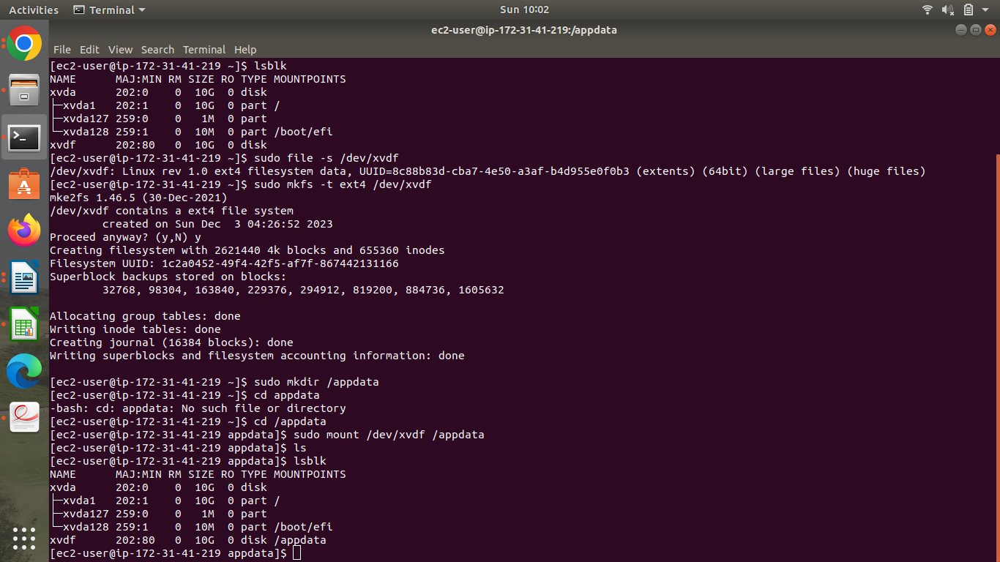 Activities Terminal Sun 10:02
ec2-user@ip-172-31-41-219:/appdata
File Edit View Search Terminal Help
[ec2-user@ip-172-31-41-219 ~]$ lsblk
NAME      MAJ:MIN RM SIZE RO TYPE MOUNTPOINTS
xvda      202:0    0  10G  0 disk
├─xvda1   202:1    0  10G  0 part /
├─xvda127 259:0    0   1M  0 part
└─xvda128 259:1    0  10M  0 part /boot/efi
xvdf      202:80   0  10G  0 disk
[ec2-user@ip-172-31-41-219 ~]$ sudo file -s /dev/xvdf
/dev/xvdf: Linux rev 1.0 ext4 filesystem data, UUID=8c88b83d-cba7-4e50-a3af-b4d955e0f0b3 (extents) (64bit) (large files) (huge files)
[ec2-user@ip-172-31-41-219 ~]$ sudo mkfs -t ext4 /dev/xvdf
mke2fs 1.46.5 (30-Dec-2021)
/dev/xvdf contains a ext4 file system
        created on Sun Dec  3 04:26:52 2023
Proceed anyway? (y,N) y
Creating filesystem with 2621440 4k blocks and 655360 inodes
Filesystem UUID: 1c2a0452-49f4-42f5-af7f-867442131166
Superblock backups stored on blocks:
        32768, 98304, 163840, 229376, 294912, 819200, 884736, 1605632
Allocating group tables: done
Writing inode tables: done
Creating journal (16384 blocks): done
Writing superblocks and filesystem accounting information: done
[ec2-user@ip-172-31-41-219 ~]$ sudo mkdir /appdata
[ec2-user@ip-172-31-41-219 ~]$ cd appdata
-bash: cd: appdata: No such file or directory
[ec2-user@ip-172-31-41-219 ~]$ cd /appdata
[ec2-user@ip-172-31-41-219 appdata]$ sudo mount /dev/xvdf /appdata
[ec2-user@ip-172-31-41-219 appdata]$ ls
[ec2-user@ip-172-31-41-219 appdata]$ lsblk
NAME      MAJ:MIN RM SIZE RO TYPE MOUNTPOINTS
xvda      202:0    0  10G  0 disk
├─xvda1   202:1    0  10G  0 part /
├─xvda127 259:0    0   1M  0 part
└─xvda128 259:1    0  10M  0 part /boot/efi
xvdf      202:80   0  10G  0 disk /appdata
[ec2-user@ip-172-31-41-219 appdata]$